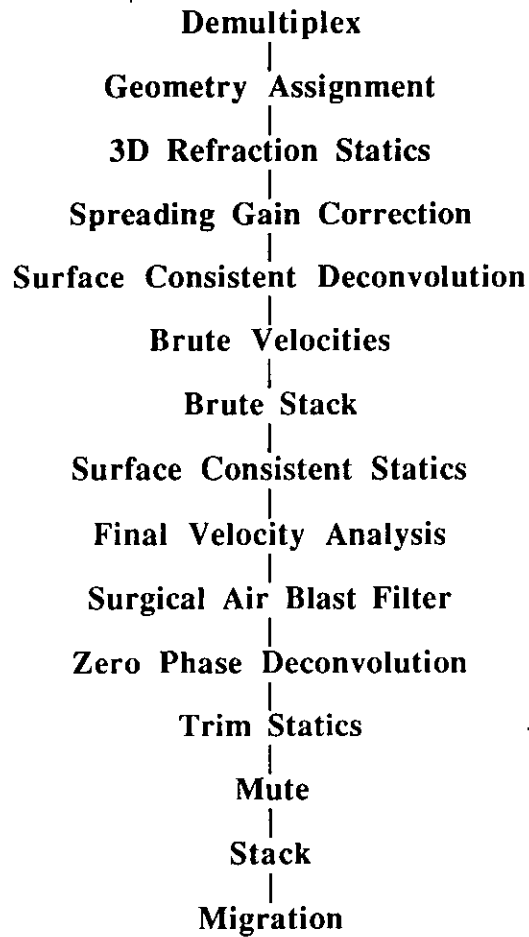 Demultiplex
Geometry Assignment
3D Refraction Statics
Spreading Gain Correction
Surface Consistent Deconvolution
Brute Velocities
Brute Stack
Surface Consistent Statics
Final Velocity Analysis
Surgical Air Blast Filter
Zero Phase Deconvolution
Trim Statics
Mute
Stack
Migration